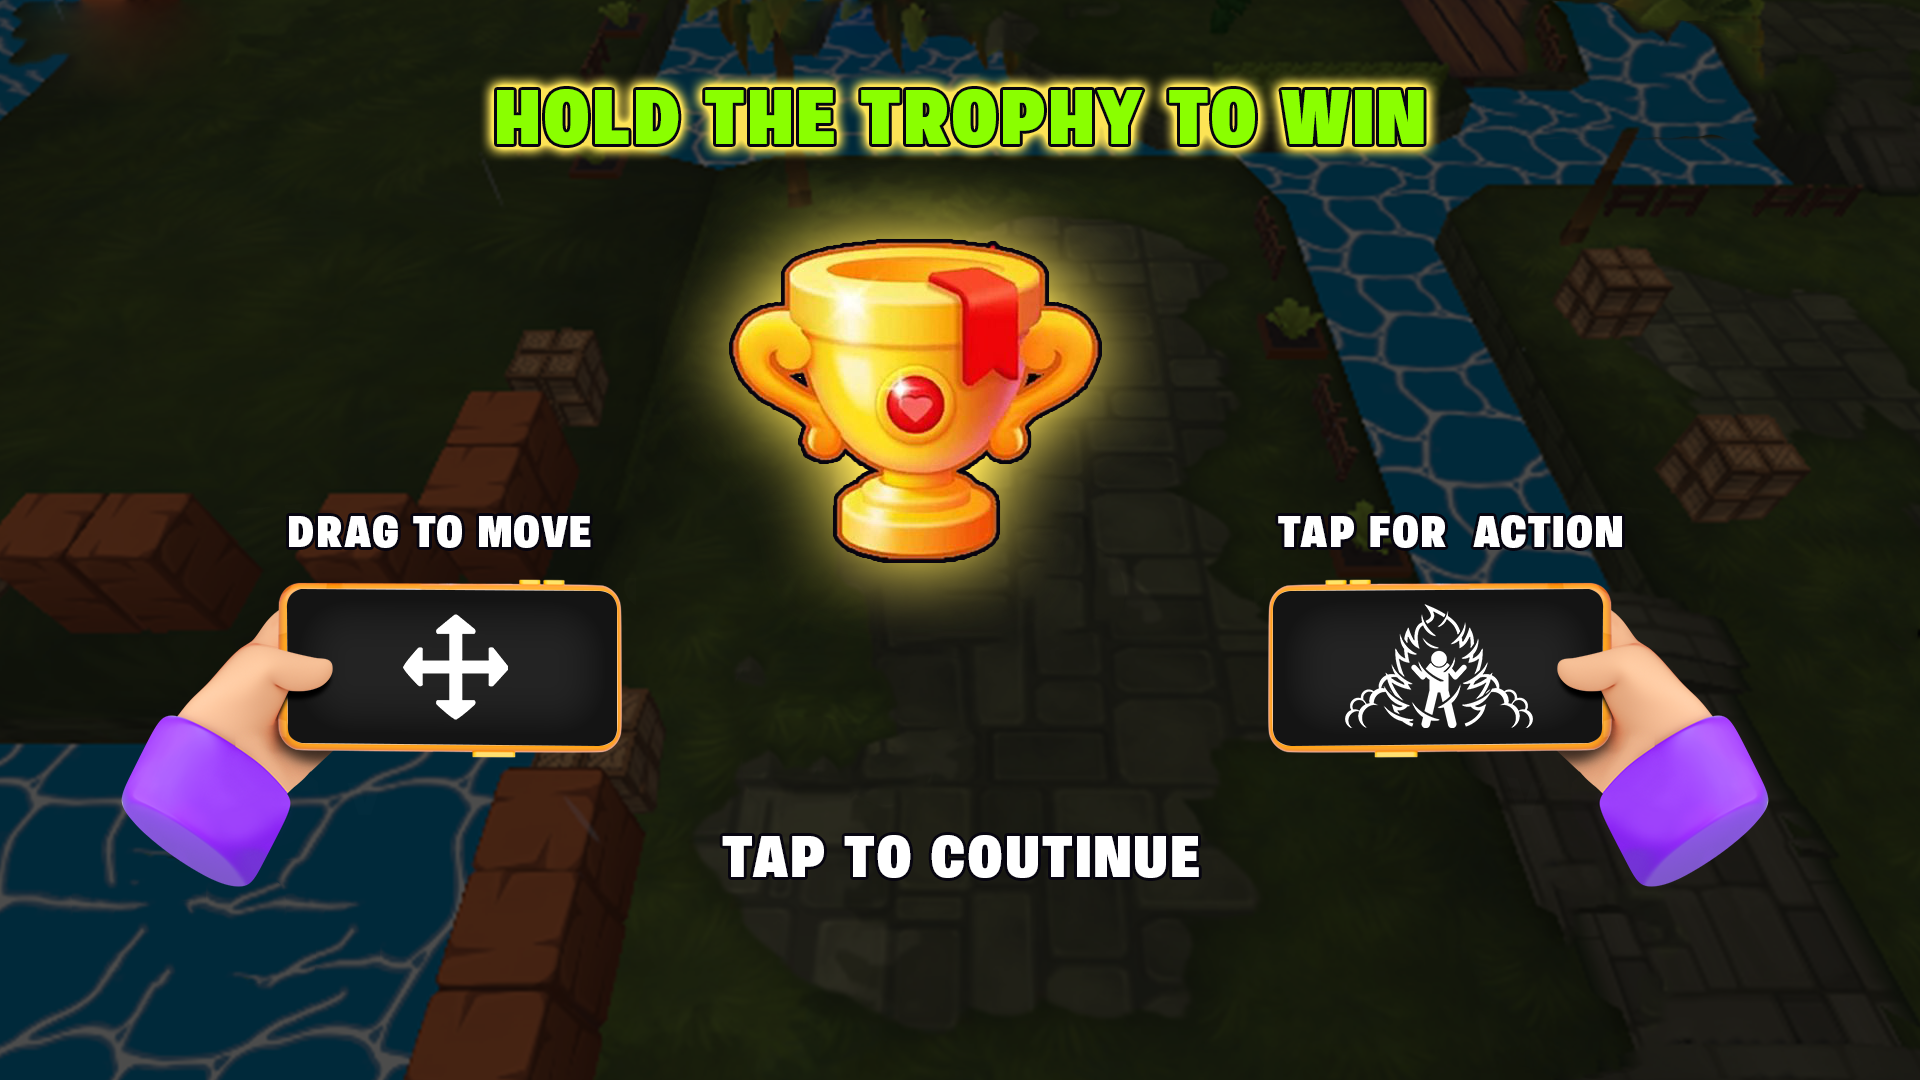 HOLD THE TROPHY TO WIN
DRAG TO MOVE
TAP FOR ACTION
TAP TO COUTINUE